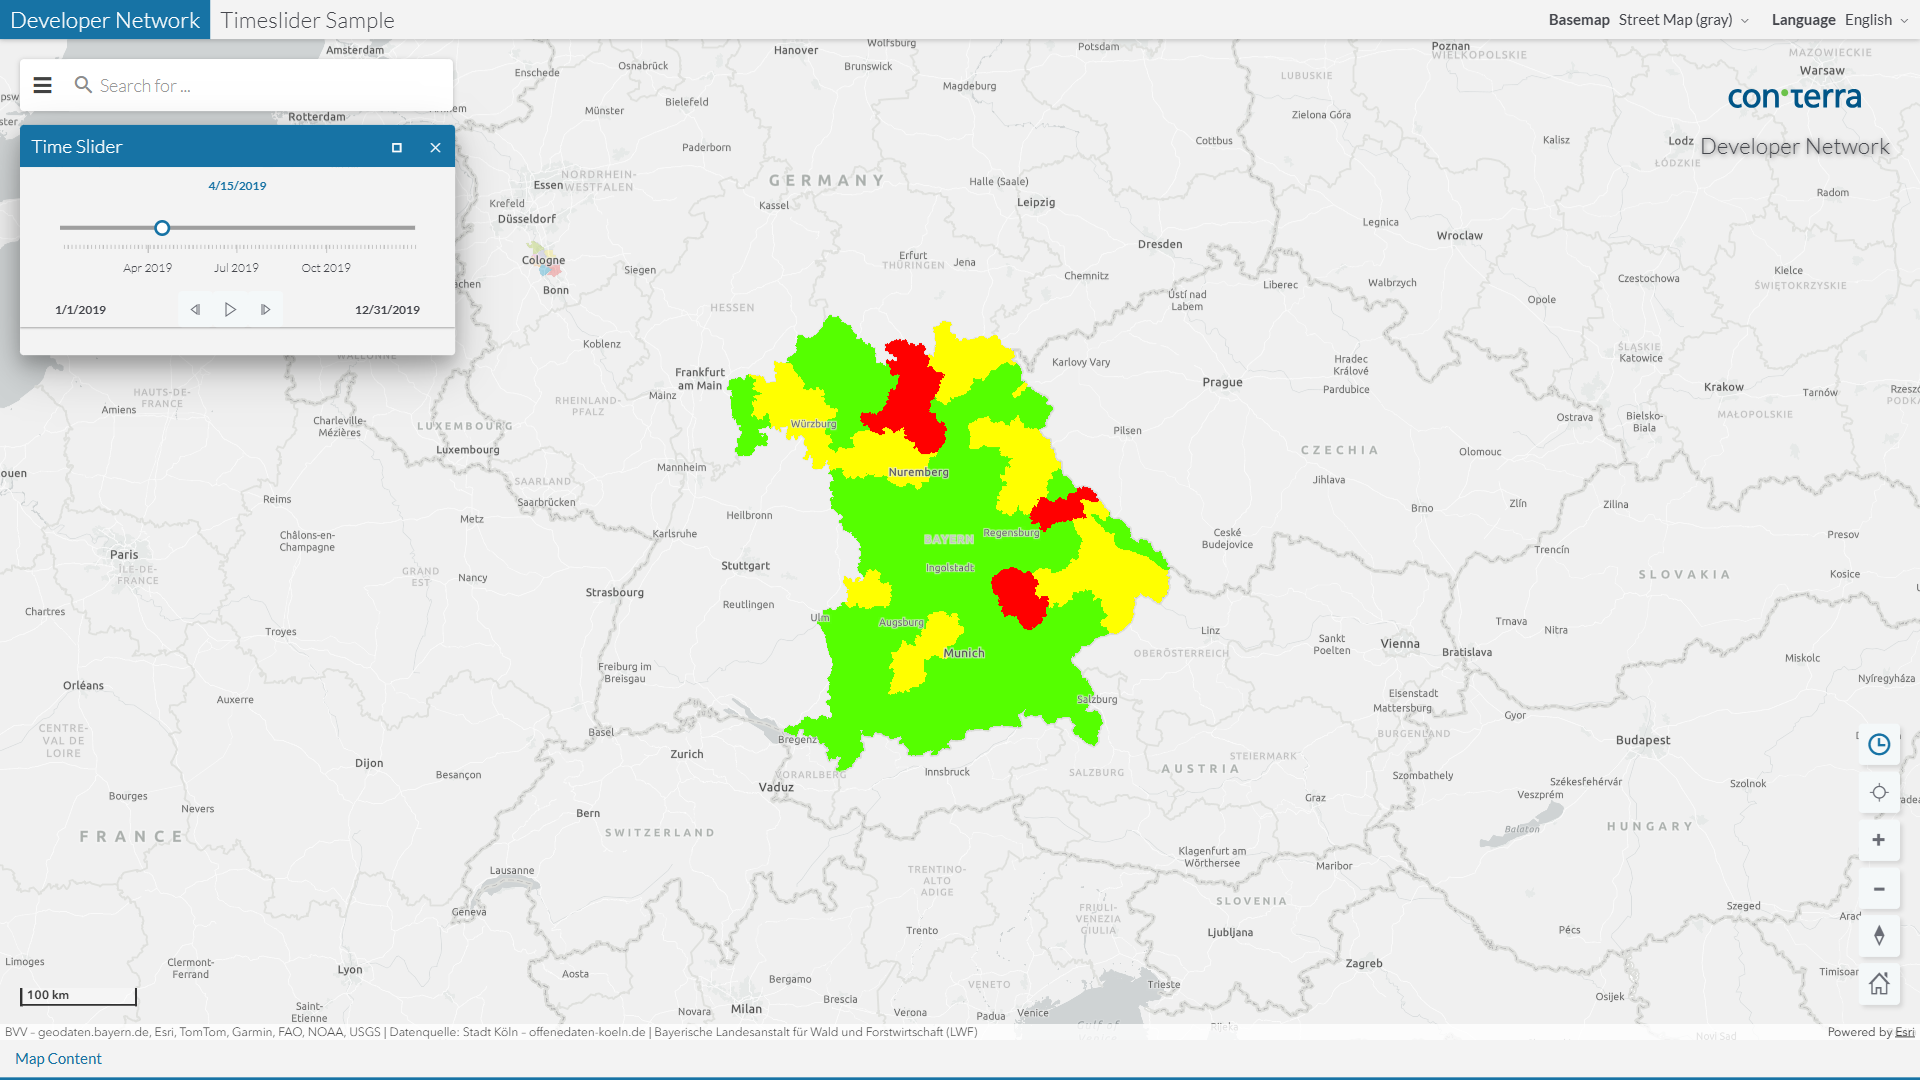 Developer Network
Timeslider Sample
Basemap Street Map (gray)
Language English
Search for ...
Time Slider
4/15/2019
Apr 2019
Jul 2019
Oct 2019
1/1/2019
12/31/2019
con terra
Developer Network
Amsterdam
Hanover
Wolfsburg
Potsdam
Poznan
WIELKOPOLSKIE
MAZOWIECKIE
Warsaw
Enschede
Osnabrück
Brunswick
Magdeburg
LUBUSKIE
Münster
Bielefeld
Zielona Góra
Rotterdam
Cottbus
Kalisz
Lodz
ŁÓDZKIE
Paderborn
NORDRHEIN-
WESTFALEN
Essen
GERMANY
Halle (Saale)
Radom
Krefeld
Düsseldorf
Kassel
Leipzig
Legnica
Wroclaw
Dresden
Erfurt
THÜRINGEN
Jena
Cologne
Siegen
Chemnitz
Czestochowa
Kielce
ŚWIĘTOKRZYSKIE
Liberec
Walbrzych
Bonn
Ústí nad
Labem
Opole
HESSEN
Koblenz
WALLONIE
ŚLĄSKIE
Katowice
Karlovy Vary
Hradec
Králové
Frankfurt
am Main
Prague
Krakow
Tarnów
Pardubice
Mainz
HAUTS-DE-
FRANCE
Amiens
RHEINLAND-
PFALZ
MAŁOPOLSKIE
Charleville-
Mézières
LUXEMBOURG
Würzburg
Pilsen
Ostrava
Bielsko-
Biala
Luxembourg
CZECHIA
Olomouc
Mannheim
Nuremberg
SAARLAND
Saarbrücken
Jihlava
Reims
Brno
Zlín
Zilina
Metz
Heilbronn
Karlsruhe
Regensburg
BAYERN
Ceské
Budejovice
Presov
Châlons-en-
Champagne
Paris
ÎLE-DE-
FRANCE
Trencín
Stuttgart
Ingolstadt
GRAND
EST
Nancy
SLOVAKIA
Kosice
Strasbourg
Chartres
Reutlingen
Ulm
Augsburg
Trnava
Nitra
Troyes
Linz
Sankt
Poelten
Vienna
Bratislava
Munich
OBERÖSTERREICH
Miskolc
Freiburg im
Breisgau
Orléans
Nyíregyháza
Auxerre
Salzburg
Eisenstadt
Mattersburg
Gyor
CENTRE-
VAL DE
LOIRE
Basel
Bregenz
BURGENLAND
Budapest
Zurich
Dijon
Besançon
VORARLBERG
Vaduz
Innsbruck
SALZBURG
STEIERMARK
AUSTRIA
Szombathely
Székesfehérvár
Veszprém
Szolnok
Bourges
Nevers
Bern
Graz
FRANCE
SWITZERLAND
Balaton
HUNGARY
Klagenfurt am
Wörthersee
Maribor
Lausanne
TRENTINO-
ALTO
ADIGE
Geneva
SLOVENIA
FRIULI-
VENEZIA
GIULIA
Szeged
Trento
Ljubljana
Pécs
Limoges
Clermont-
Ferrand
Lyon
Aosta
Bergamo
Zagreb
100 km
VENETO
Trieste
Brescia
Osijek
Saint-
Etienne
Novara
Milan
Verona
Padua
Venice
Rijeka
Gulf of
Venice
Novi Sad
BVV - geodaten.bayern.de, Esri, TomTom, Garmin, FAO, NOAA, USGS | Datenquelle: Stadt Köln - offenedaten-koeln.de | Bayerische Landesanstalt für Wald und Forstwirtschaft (LWF)
Powered by Esri
Map Content